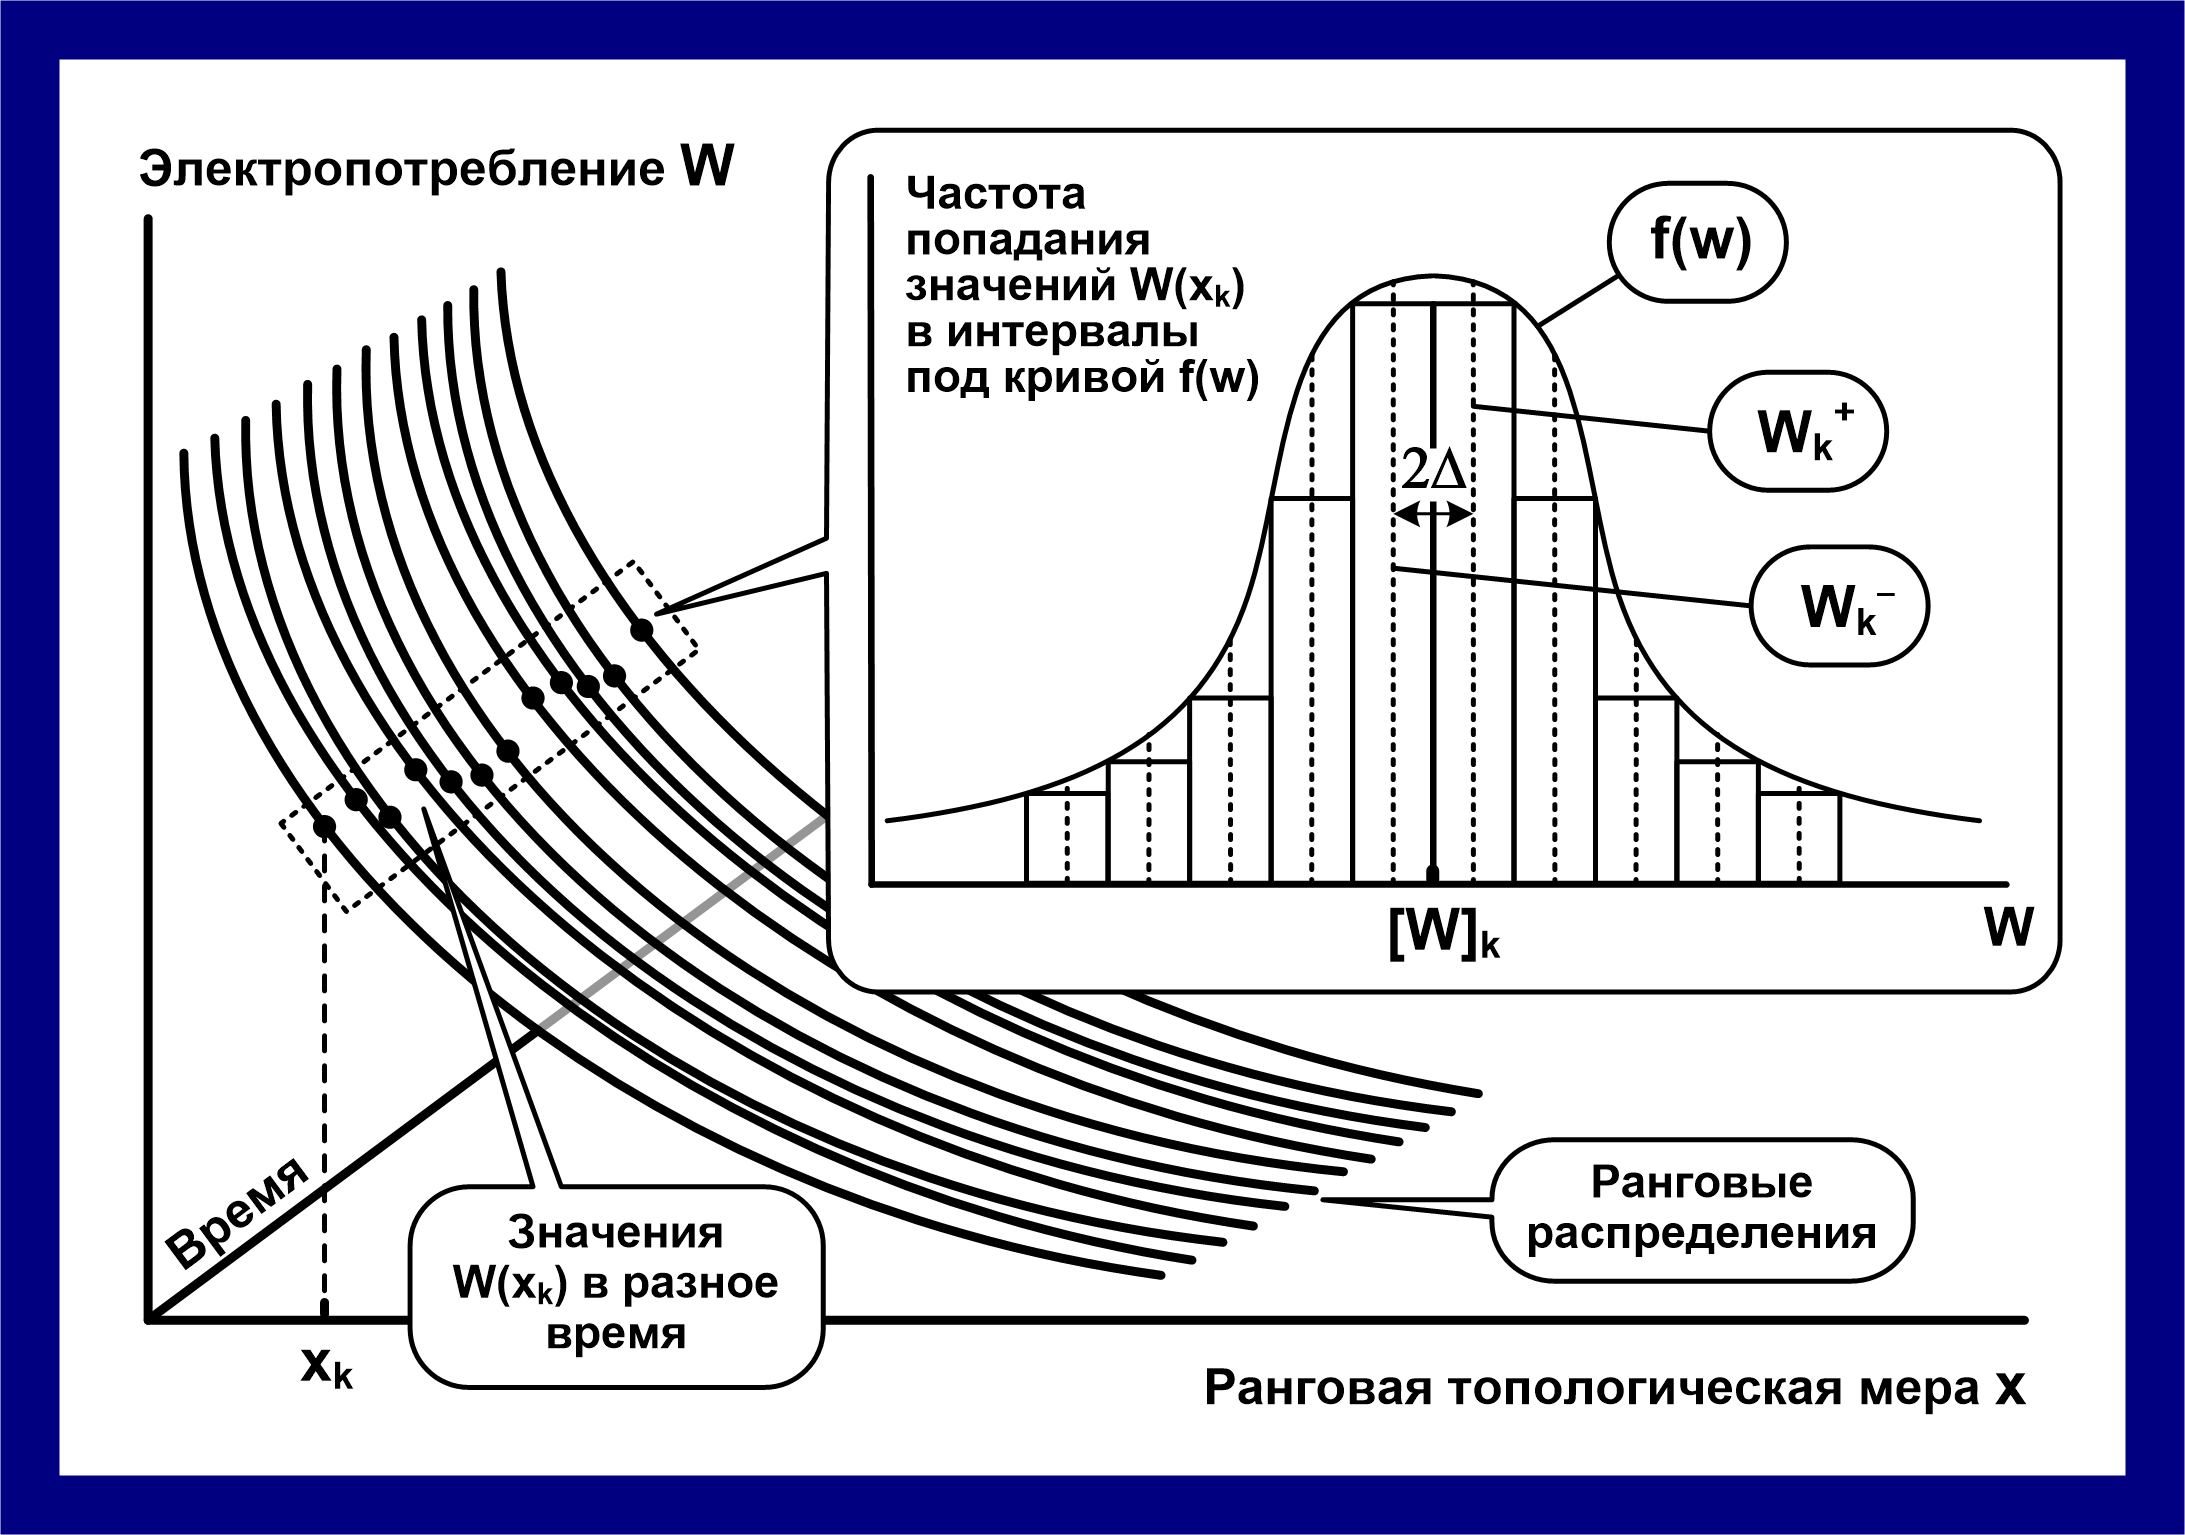 Электропотребление W
Частота
попадания
значений W(xk)
в интервалы
под кривой f(w)
f(w)
Wk+
2Δ
Wk–
[W]k
W
Время
Значения
W(xk) в разное
время
Ранговые
распределения
xk
Ранговая топологическая мера x